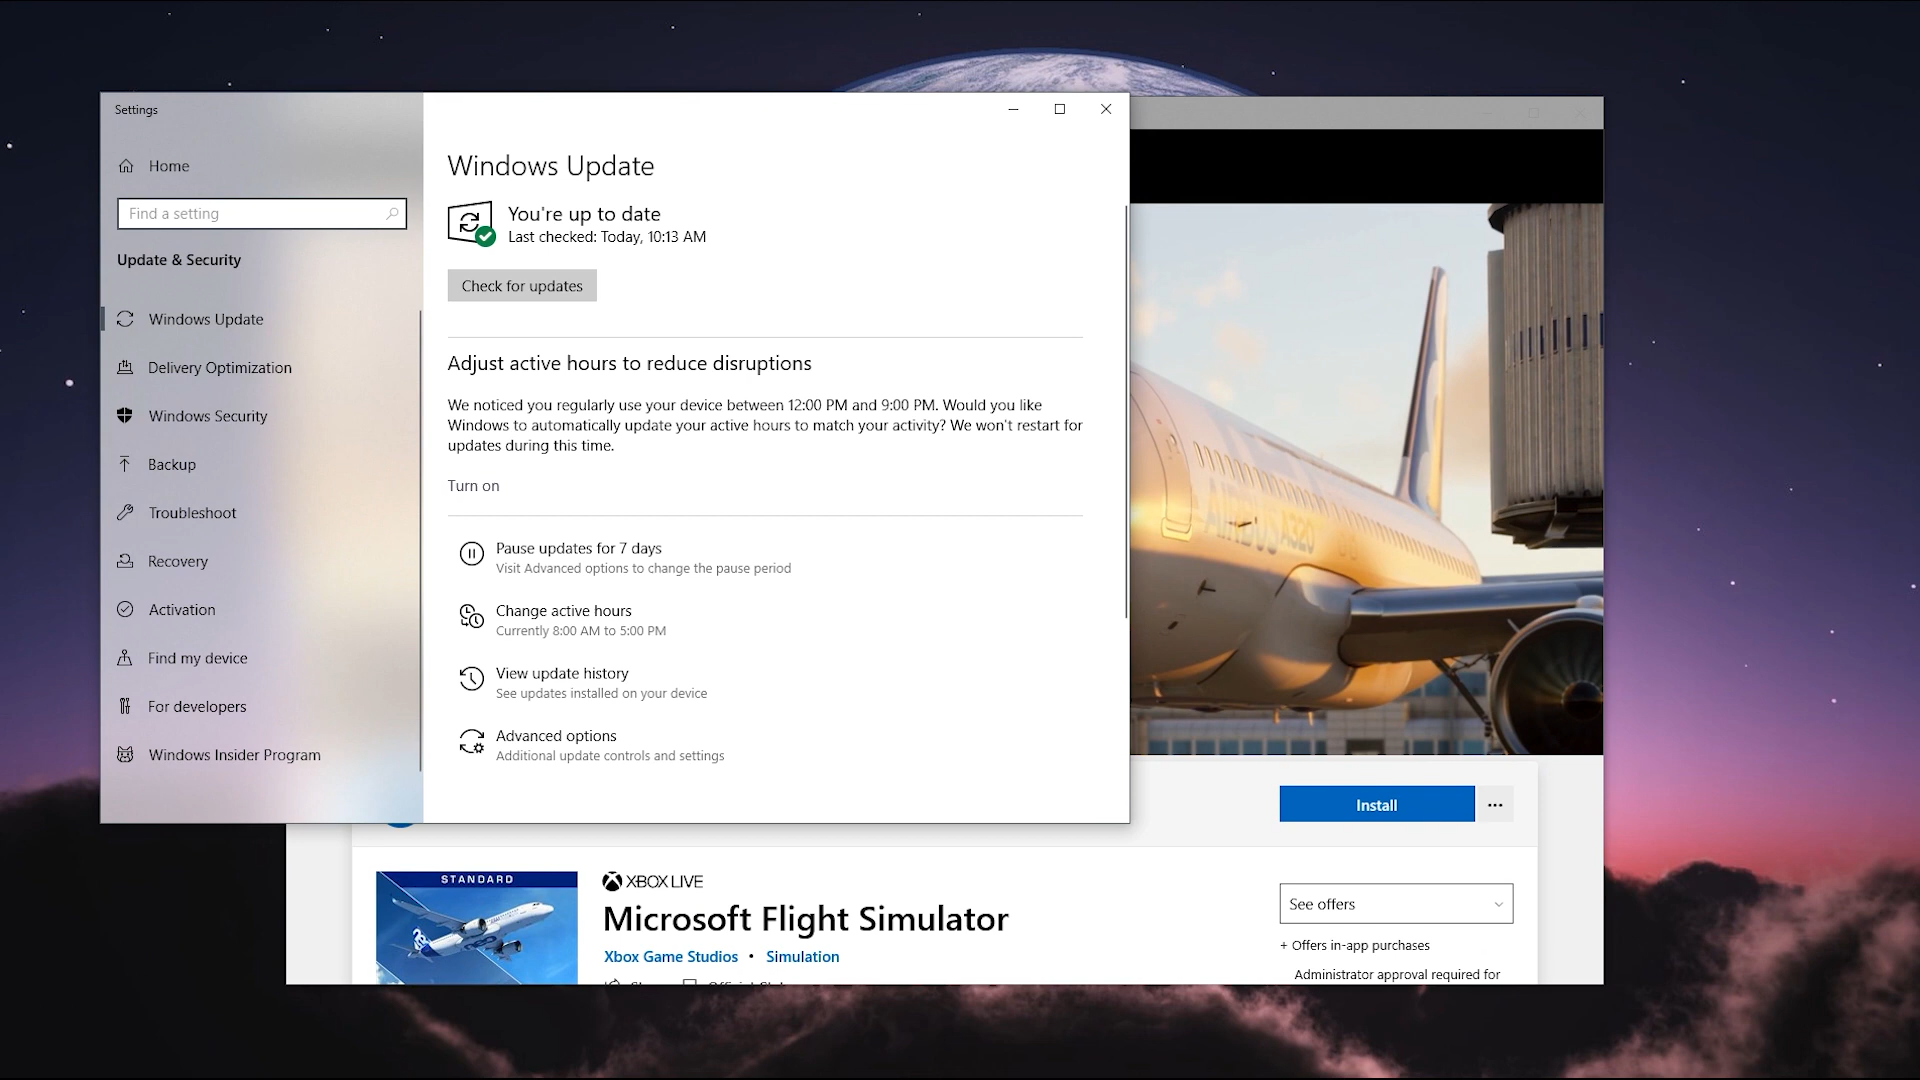 Settings
Home
Find a setting
Update & Security
Windows Update
Delivery Optimization
Windows Security
Backup
Troubleshoot
Recovery
Activation
Find my device
For developers
Windows Insider Program
Windows Update
You're up to date
Last checked: Today, 10:13 AM
Check for updates
Adjust active hours to reduce disruptions
We noticed you regularly use your device between 12:00 PM and 9:00 PM. Would you like
Windows to automatically update your active hours to match your activity? We won't restart for
updates during this time.
Turn on
Pause updates for 7 days
Visit Advanced options to change the pause period
Change active hours
Currently 8:00 AM to 5:00 PM
View update history
See updates installed on your device
Advanced options
Additional update controls and settings
AIRBUS A320
Install
STANDARD
XBOX LIVE
Microsoft Flight Simulator
Xbox Game Studios • Simulation
See offers
+ Offers in-app purchases
Administrator approval required for